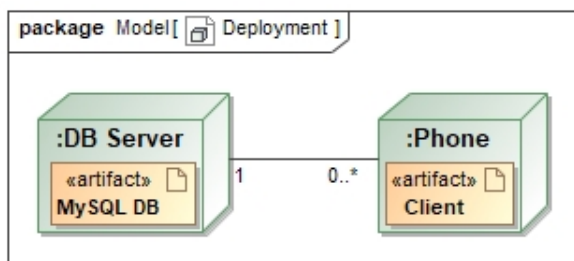 package Model[ Deployment ]
:DB Server
«artifact»
MySQL DB
1
0..*
:Phone
«artifact»
Client